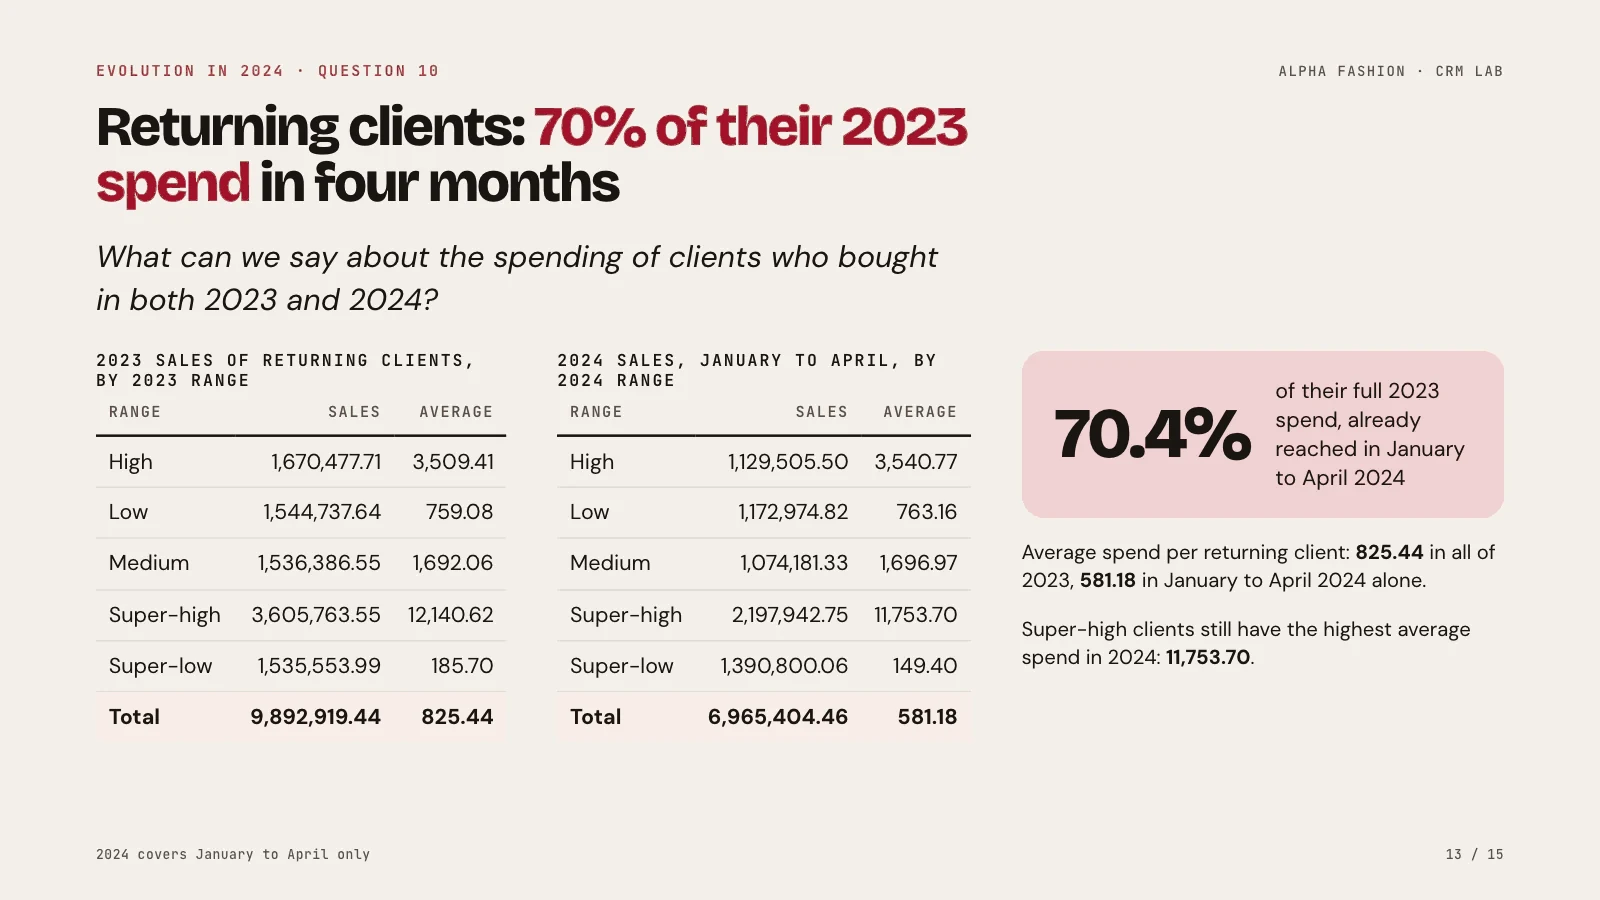 EVOLUTION IN 2024 · QUESTION 10
ALPHA FASHION · CRM LAB
Returning clients: 70% of their 2023
spend in four months
What can we say about the spending of clients who bought
in both 2023 and 2024?
2023 SALES OF RETURNING CLIENTS,
BY 2023 RANGE
RANGE SALES AVERAGE
High 1,670,477.71 3,509.41
Low 1,544,737.64 759.08
Medium 1,536,386.55 1,692.06
Super-high 3,605,763.55 12,140.62
Super-low 1,535,553.99 185.70
Total 9,892,919.44 825.44
2024 SALES, JANUARY TO APRIL, BY
2024 RANGE
RANGE SALES AVERAGE
High 1,129,505.50 3,540.77
Low 1,172,974.82 763.16
Medium 1,074,181.33 1,696.97
Super-high 2,197,942.75 11,753.70
Super-low 1,390,800.06 149.40
Total 6,965,404.46 581.18
70.4%
of their full 2023
spend, already
reached in January
to April 2024
Average spend per returning client: 825.44 in all of
2023, 581.18 in January to April 2024 alone.
Super-high clients still have the highest average
spend in 2024: 11,753.70.
2024 covers January to April only
13 / 15